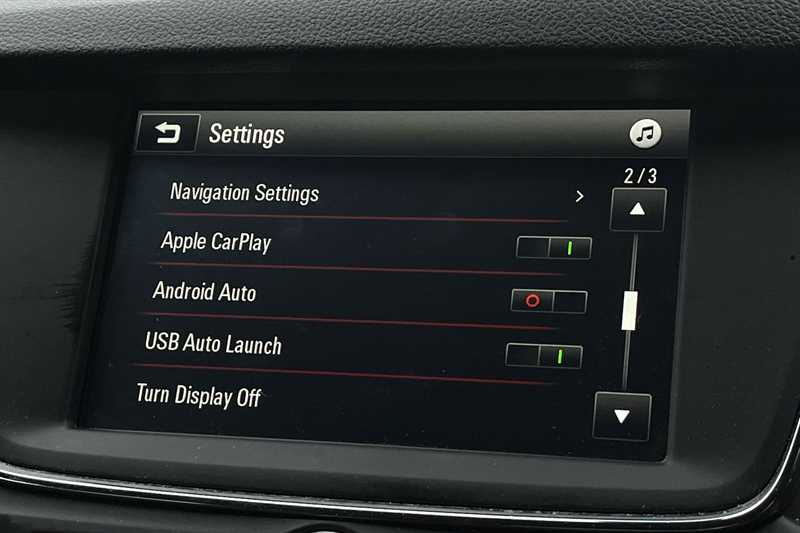 Settings
2/3
Navigation Settings
Apple CarPlay
Android Auto
USB Auto Launch
Turn Display Off